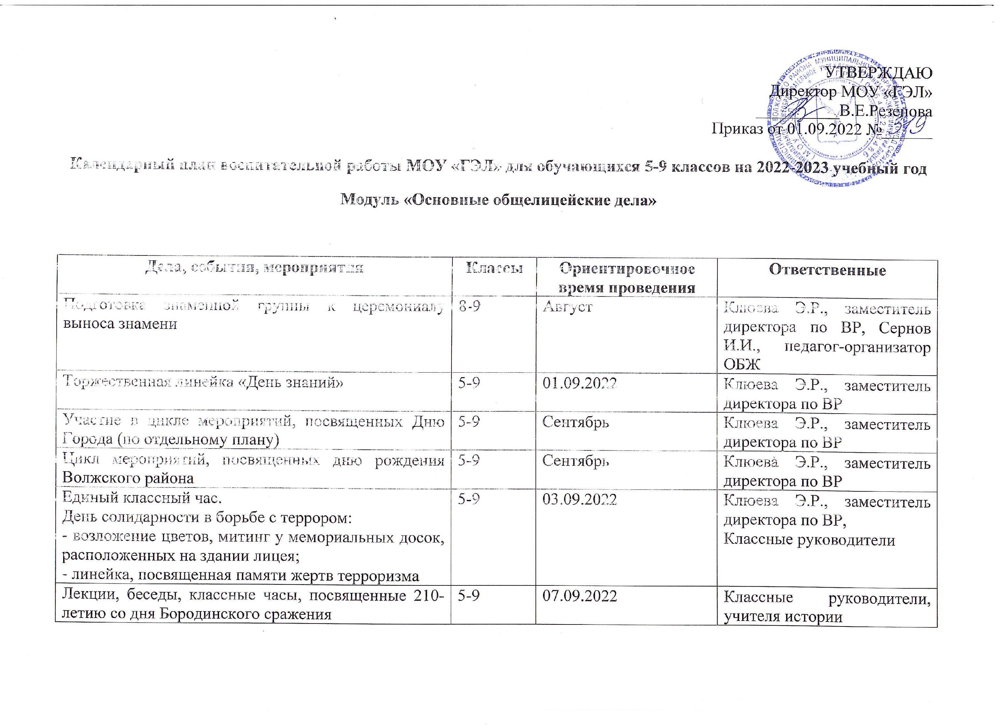 УТВЕРЖДАЮ
Директор МОУ «ГЭЛ»
В.Е.Резепова
Приказ от 01.09.2022 №
Календарный план воспитательной работы МОУ «ГЭЛ» для обучающихся 5-9 классов на 2022-2023 учебный год
Модуль «Основные общелицейские дела»
Дела, события, мероприятия
Классы
Ориентировочное
время проведения
Ответственные
Подготовка знаменной группы к церемониалу
выноса знамени
8-9
Август
Клюева Э.Р., заместитель
директора по ВР, Сернов
И.И., педагог-организатор
ОБЖ
Торжественная линейка «День знаний»
5-9
01.09.2022
Клюева Э.Р., заместитель
директора по ВР
Участие в цикле мероприятий, посвященных Дню
Города (по отдельному плану)
5-9
Сентябрь
Клюева Э.Р., заместитель
директора по ВР
Цикл мероприятий, посвященных дню рождения
Волжского района
5-9
Сентябрь
Клюева Э.Р., заместитель
директора по ВР
Единый классный час.
День солидарности в борьбе с террором:
- возложение цветов, митинг у мемориальных досок,
расположенных на здании лицея;
- линейка, посвященная памяти жертв терроризма
5-9
03.09.2022
Клюева Э.Р., заместитель
директора по ВР,
Классные руководители
Лекции, беседы, классные часы, посвященные 210-
летию со дня Бородинского сражения
5-9
07.09.2022
Классные руководители,
учителя истории